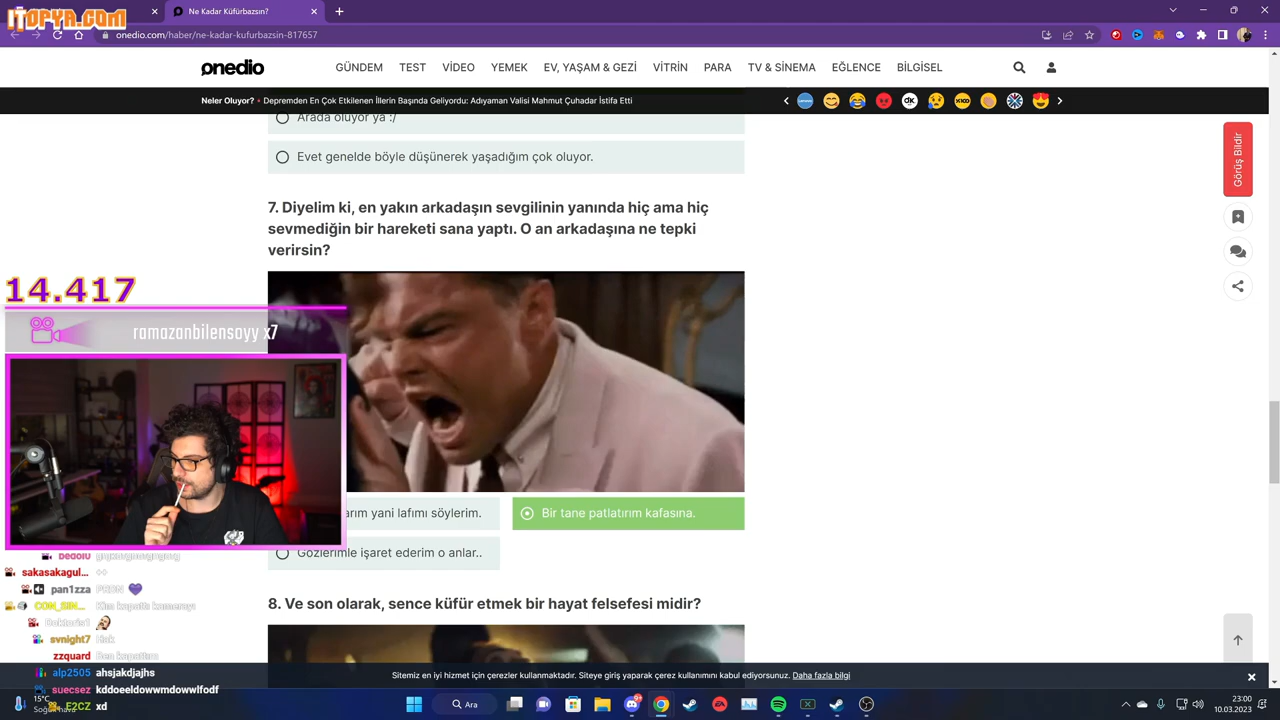 iTOPYA.COM
Ne Kadar Küfürbazsın?
onedio.com/haber/ne-kadar-kufurbazsin-817657
onedio
GÜNDEM TEST VİDEO YEMEK EV, YAŞAM & GEZİ VİTRİN PARA TV & SİNEMA EĞLENCE BİLGİSEL
Neler Oluyor? • Depremden En Çok Etkilenen İllerin Başında Geliyordu: Adıyaman Valisi Mahmut Çuhadar İstifa Etti
Arada oluyor ya :/
Evet genelde böyle düşünerek yaşadığım çok oluyor.
Görüş Bildir
7. Diyelim ki, en yakın arkadaşın sevgilinin yanında hiç ama hiç
sevmediğin bir hareketi sana yaptı. O an arkadaşına ne tepki
verirsin?
14.417
ramazanbilensoyy x7
arım yani lafımı söylerim.
Bir tane patlatırım kafasına.
Gözlerimle işaret ederim o anlar..
sakasakagul... ++
pan1zza
CON_SIN...
svnight7
zzquard Ben kapattım
alp2505 ahsjakdjajhs
suecsez kddoeeldowwmdowwlfodf
F2CZ xd
8. Ve son olarak, sence küfür etmek bir hayat felsefesi midir?
Sitemiz en iyi hizmet için çerezler kullanmaktadır. Siteye giriş yaparak çerez kullanımını kabul ediyorsunuz. Daha fazla bilgi
15°C
Ara
23:00
10.03.2023